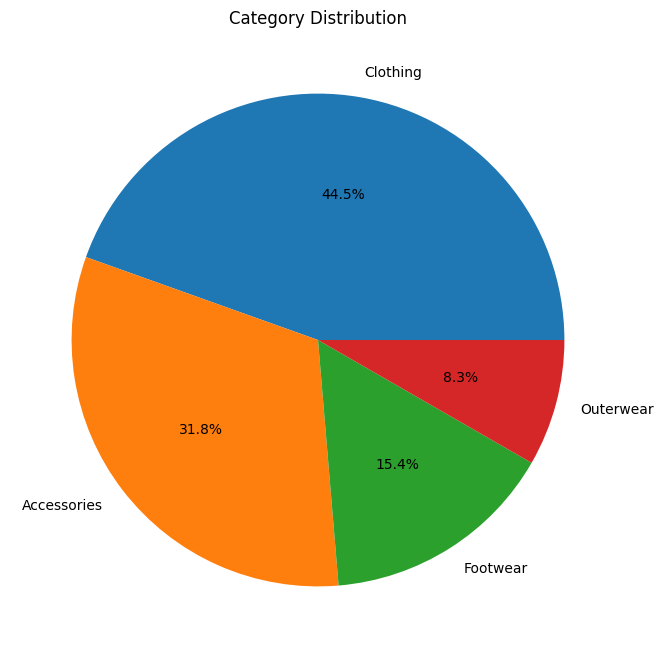 Category Distribution
Clothing
44.5%
8.3%
Outerwear
31.8%
15.4%
Accessories
Footwear